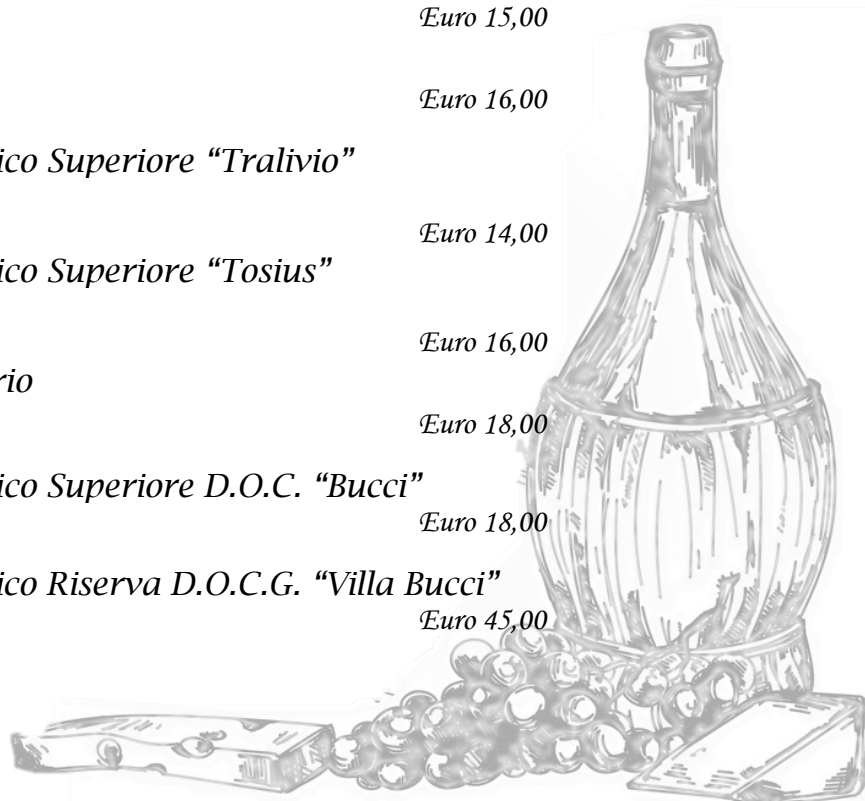 Euro 15,00
Euro 16,00
ico Superiore “Tralivio”
Euro 14,00
ico Superiore “Tosius”
Euro 16,00
rio
Euro 18,00
ico Superiore D.O.C. “Bucci”
Euro 18,00
ico Riserva D.O.C.G. “Villa Bucci”
Euro 45,00